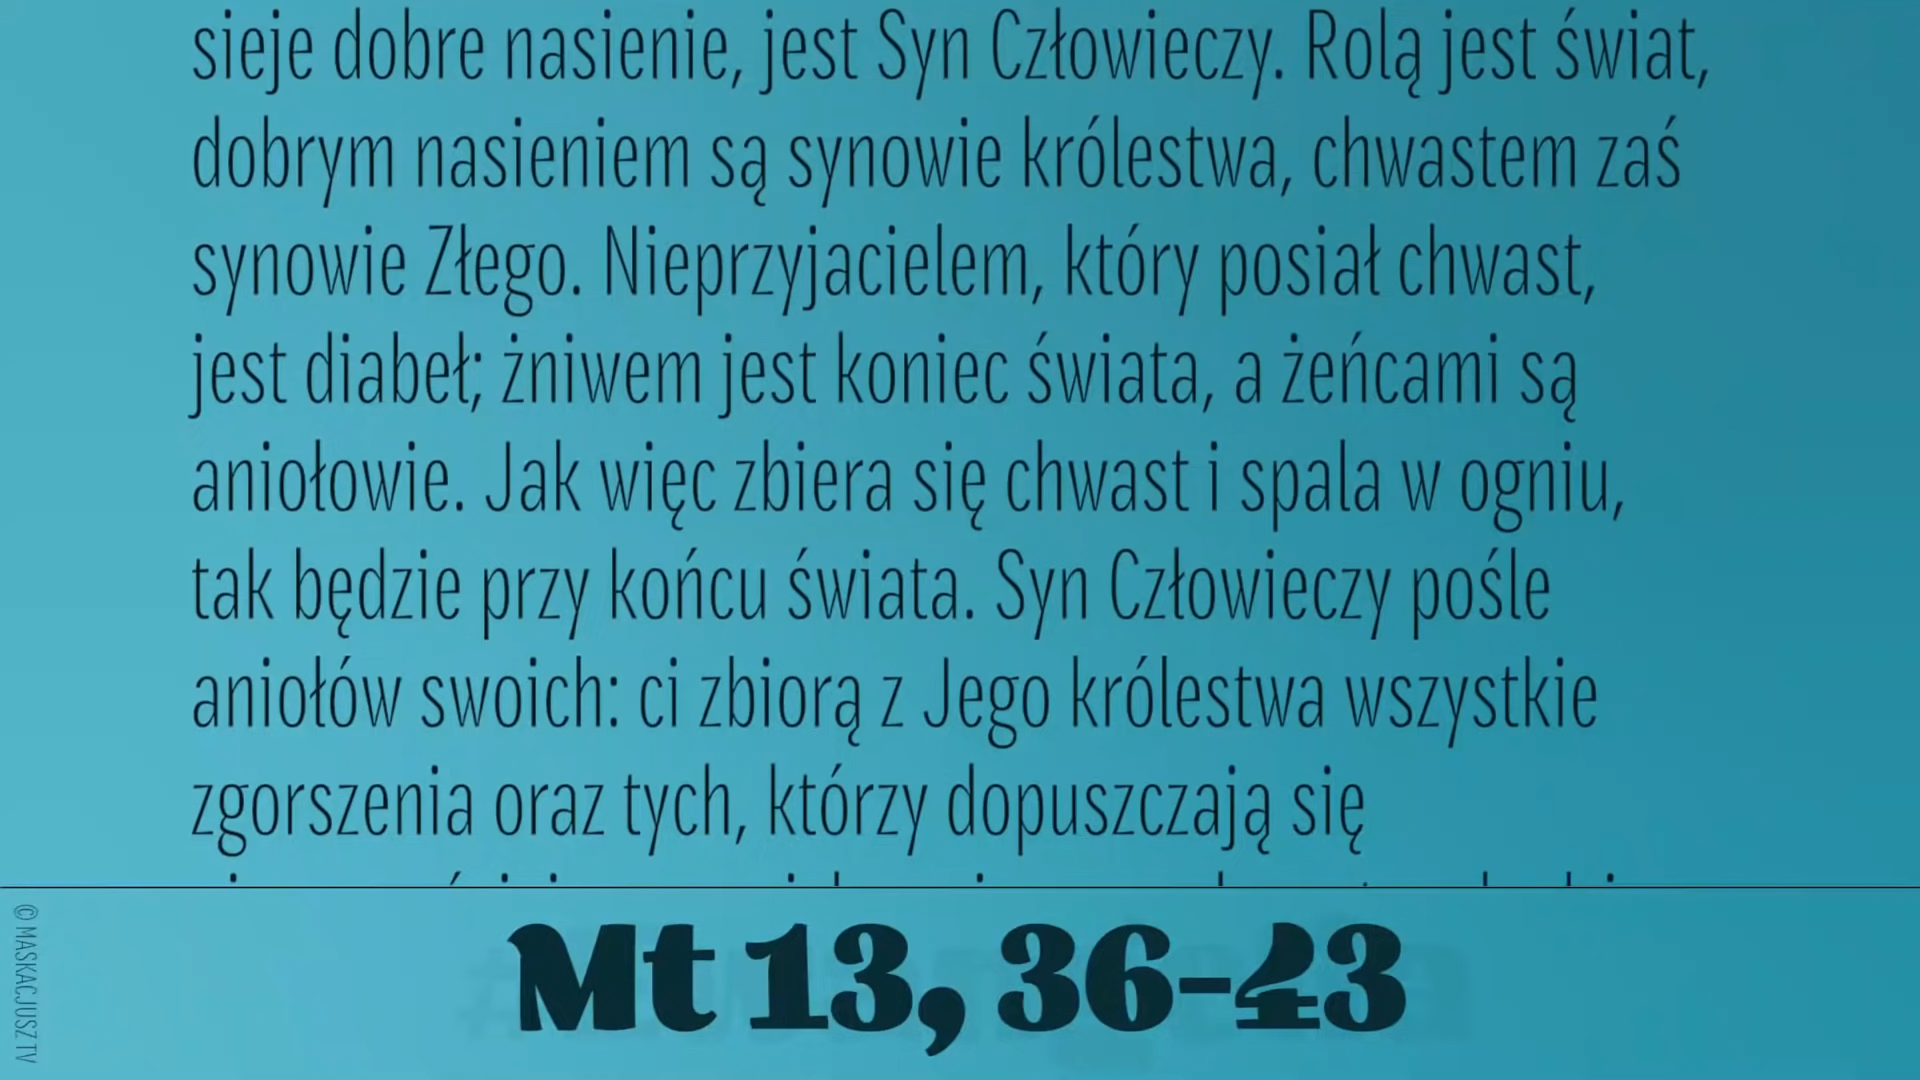 sieje dobre nasienie, jest Syn Człowieczy. Rolą jest świat,
dobrym nasieniem są synowie królestwa, chwastem zaś
synowie Złego. Nieprzyjacielem, który posiał chwast,
jest diabeł; żniwem jest koniec świata, a żeńcami są
aniołowie. Jak więc zbiera się chwast i spala w ogniu,
tak będzie przy końcu świata. Syn Człowieczy pośle
aniołów swoich: ci zbiorą z Jego królestwa wszystkie
zgorszenia oraz tych, którzy dopuszczają się
Mt 13, 36-43
© MASKACJUSZ TV